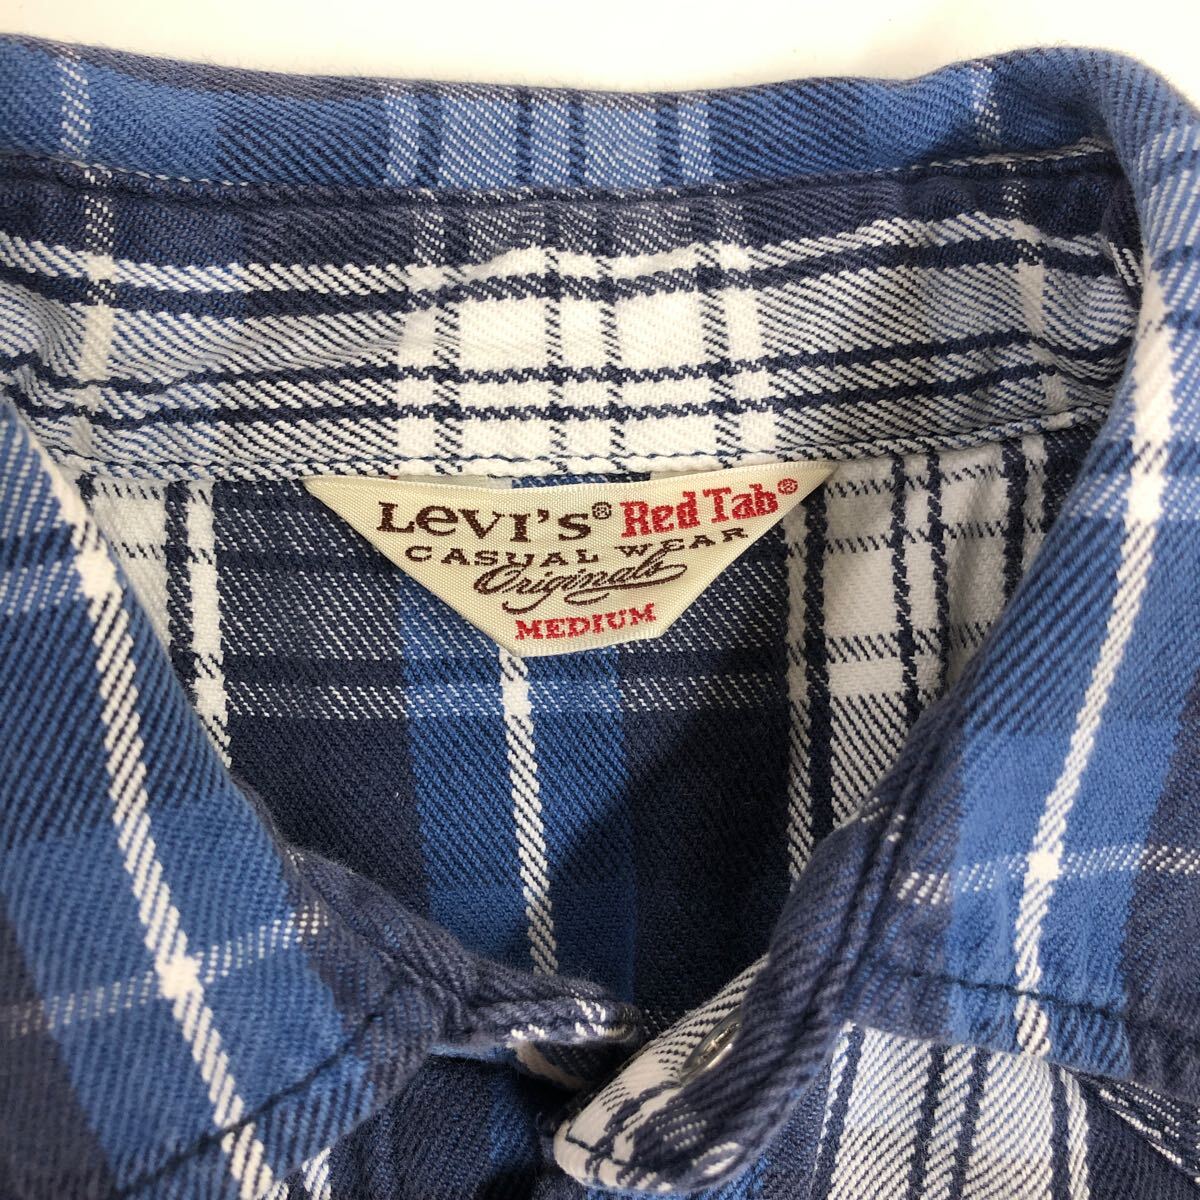 LeVI's® Red Tab®
CASUAL WEAR
Originals
MEDIUM